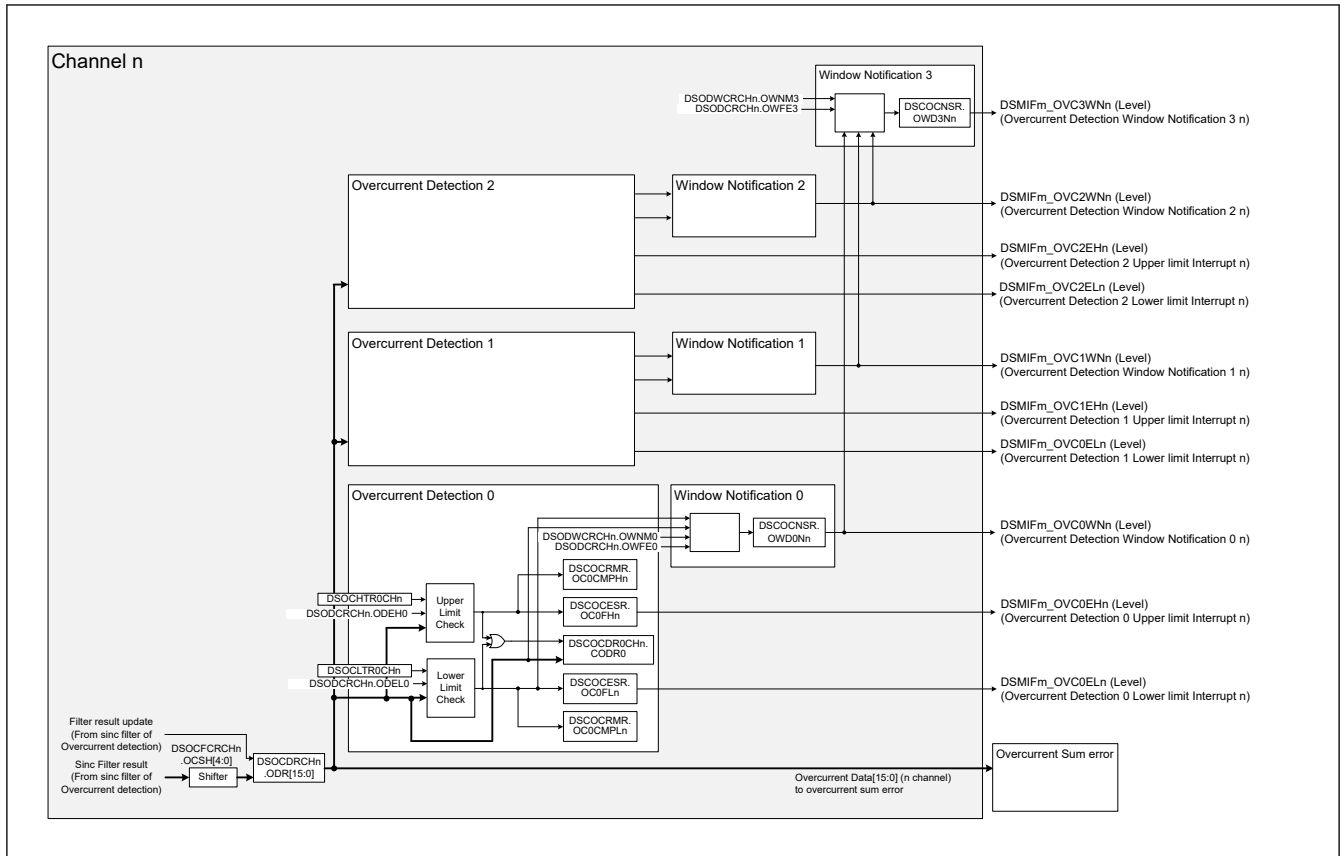 Channel n
Window Notification 3
DSODWCRCHn.OWNM3
DSODCRCHn.OWFE3
DSCOCNSR.
OWD3Nn
DSMIFm_OVC3WNn (Level)
(Overcurrent Detection Window Notification 3 n)
Overcurrent Detection 2
Window Notification 2
DSMIFm_OVC2WNn (Level)
(Overcurrent Detection Window Notification 2 n)
DSMIFm_OVC2EHn (Level)
(Overcurrent Detection 2 Upper limit Interrupt n)
DSMIFm_OVC2ELn (Level)
(Overcurrent Detection 2 Lower limit Interrupt n)
Overcurrent Detection 1
Window Notification 1
DSMIFm_OVC1WNn (Level)
(Overcurrent Detection Window Notification 1 n)
DSMIFm_OVC1EHn (Level)
(Overcurrent Detection 1 Upper limit Interrupt n)
DSMIFm_OVC0ELn (Level)
(Overcurrent Detection 1 Lower limit Interrupt n)
Overcurrent Detection 0
Window Notification 0
DSODWCRCHn.OWNM0
DSODCRCHn.OWFE0
DSCOCNSR.
OWD0Nn
DSMIFm_OVC0WNn (Level)
(Overcurrent Detection Window Notification 0 n)
DSOCHTR0CHn
DSODCRCHn.ODEH0
Upper
Limit
Check
DSCOCRMR.
OC0CMPHn
DSCOCESR.
OC0FHn
DSMIFm_OVC0EHn (Level)
(Overcurrent Detection 0 Upper limit Interrupt n)
DSCOCDR0CHn.
CODR0
DSOCLTR0CHn
DSODCRCHn.ODEL0
Lower
Limit
Check
DSCOCESR.
OC0FLn
DSMIFm_OVC0ELn (Level)
(Overcurrent Detection 0 Lower limit Interrupt n)
DSCOCRMR.
OC0CMPLn
Filter result update
(From sinc filter of
Overcurrent detection)
Sinc Filter result
(From sinc filter of
Overcurrent detection)
DSOCFCRCHn
.OCSH[4:0]
Shifter
DSOCDRCHn
.ODR[15:0]
Overcurrent Data[15:0] (n channel)
to overcurrent sum error
Overcurrent Sum error